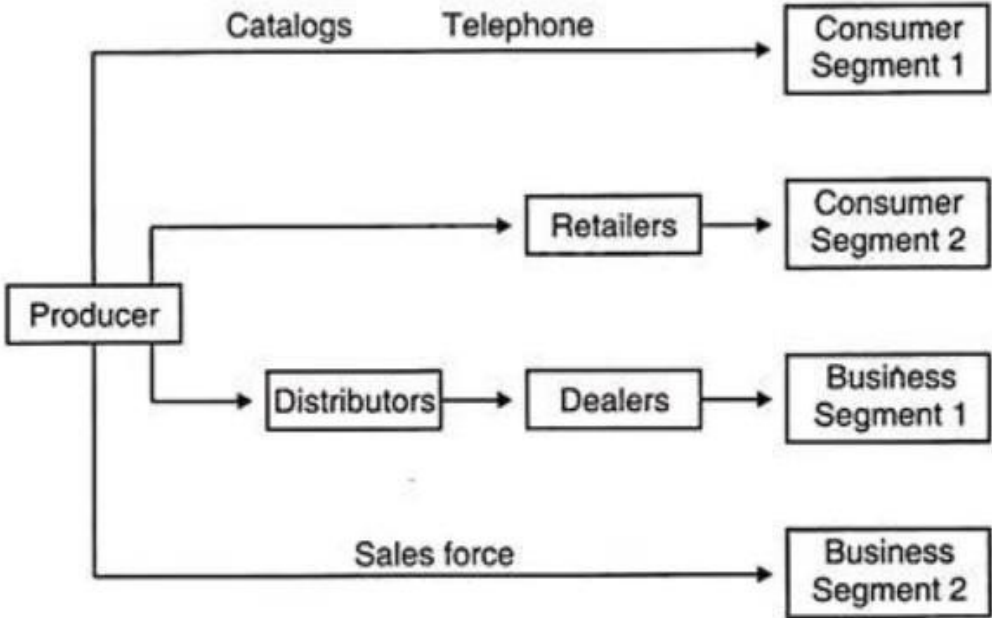 Catalogs Telephone
Consumer
Segment 1
Retailers
Consumer
Segment 2
Producer
Distributors
Dealers
Business
Segment 1
Sales force
Business
Segment 2